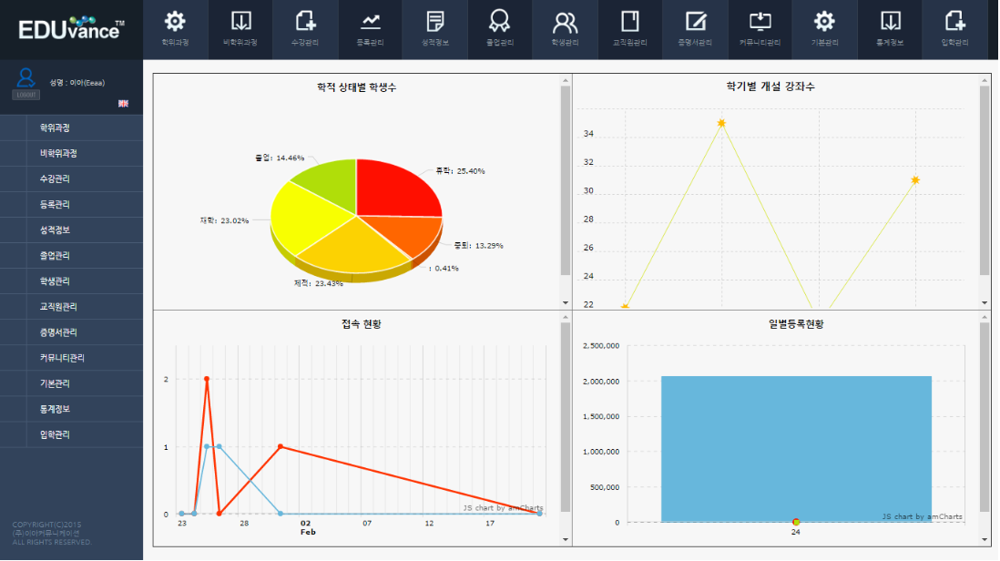 EDUvance™
학위과정
비학위과정
수강관리
등록관리
성적정보
졸업관리
학생관리
교직원관리
증명서관리
커뮤니티관리
기본관리
통계정보
입학관리
성명 : 이아(Eeaa)
LOGOUT
학위과정
비학위과정
수강관리
등록관리
성적정보
졸업관리
학생관리
교직원관리
증명서관리
커뮤니티관리
기본관리
통계정보
입학관리
COPYRIGHT(C)2015
(주)이아커뮤니케이션
ALL RIGHTS RESERVED.
학적 상태별 학생수
졸업: 14.46%
휴학: 25.40%
재학: 23.02%
중퇴: 13.29%
: 0.41%
제적: 23.43%
학기별 개설 강좌수
34
32
30
28
26
24
22
접속 현황
2
1
0
23
28
02
Feb
07
12
17
JS chart by amCharts
일별등록현황
2,500,000
2,000,000
1,500,000
1,000,000
500,000
0
24
JS chart by amCharts